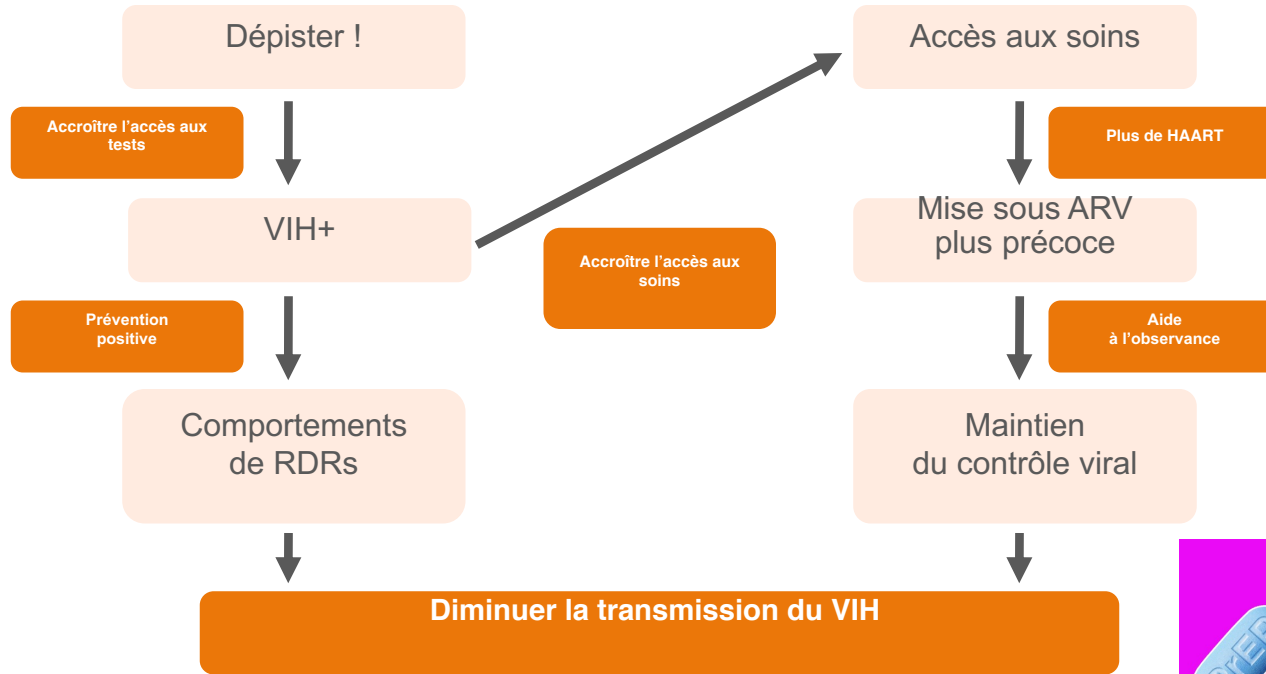 Dépister !
Accès aux soins
Accroître l'accès aux
tests
Plus de HAART
VIH+
Mise sous ARV
plus précoce
Accroître l'accès aux
soins
Prévention
positive
Aide
à l'observance
Comportements
de RDRs
Maintien
du contrôle viral
Diminuer la transmission du VIH
PrEP